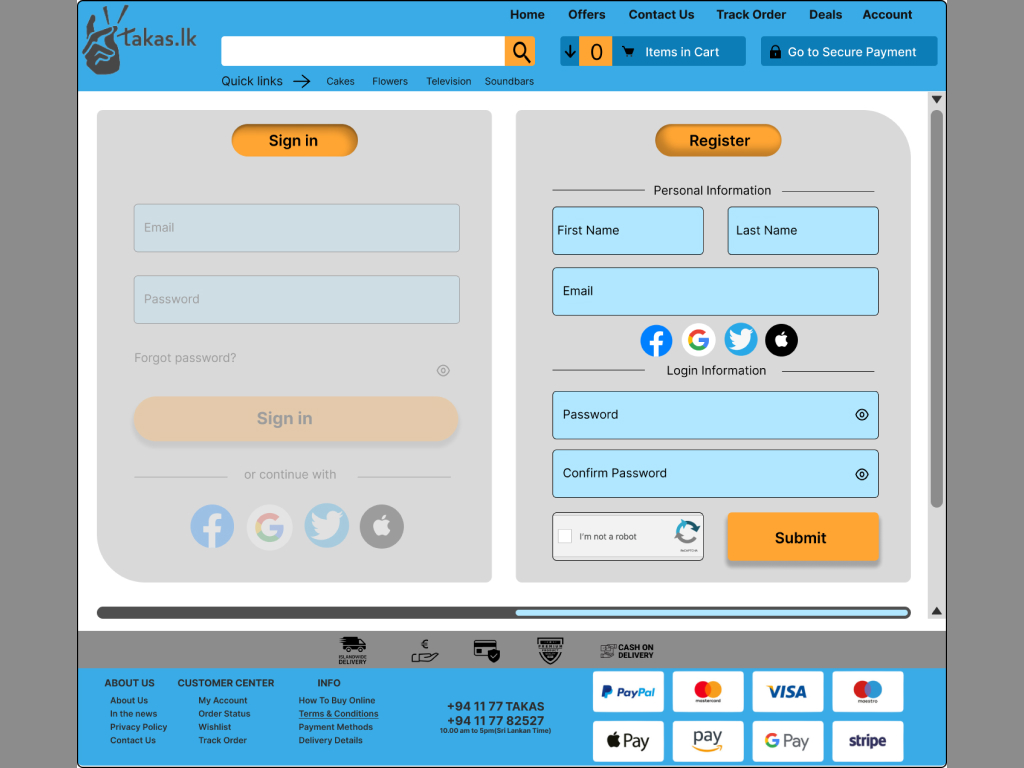 Home Offers Contact Us Track Order Deals Account
takas.lk
0 Items in Cart Go to Secure Payment
Quick links Cakes Flowers Television Soundbars
Sign in
Email
Password
Forgot password?
Sign in
or continue with
Register
Personal Information
First Name Last Name
Email
Login Information
Password
Confirm Password
I'm not a robot
reCAPTCHA
Submit
ISLANDWIDE
DELIVERY
PREMIUM
CASH ON
DELIVERY
ABOUT US
About Us
In the news
Privacy Policy
Contact Us
CUSTOMER CENTER
My Account
Order Status
Wishlist
Track Order
INFO
How To Buy Online
Terms & Conditions
Payment Methods
Delivery Details
+94 11 77 TAKAS
+94 11 77 82527
10.00 am to 5pm(Sri Lankan Time)
PayPal
mastercard
VISA
maestro
Pay
pay
G Pay
stripe